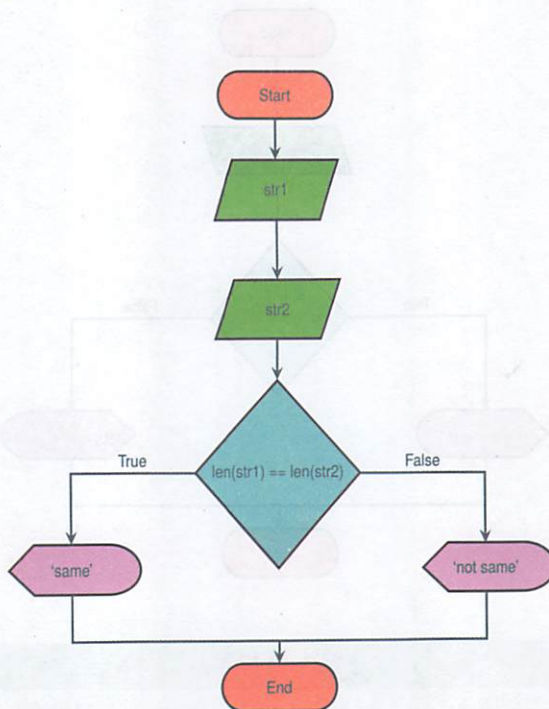 Start
str1
str2
len(str1) == len(str2)
True
False
‘same’
‘not same’
End